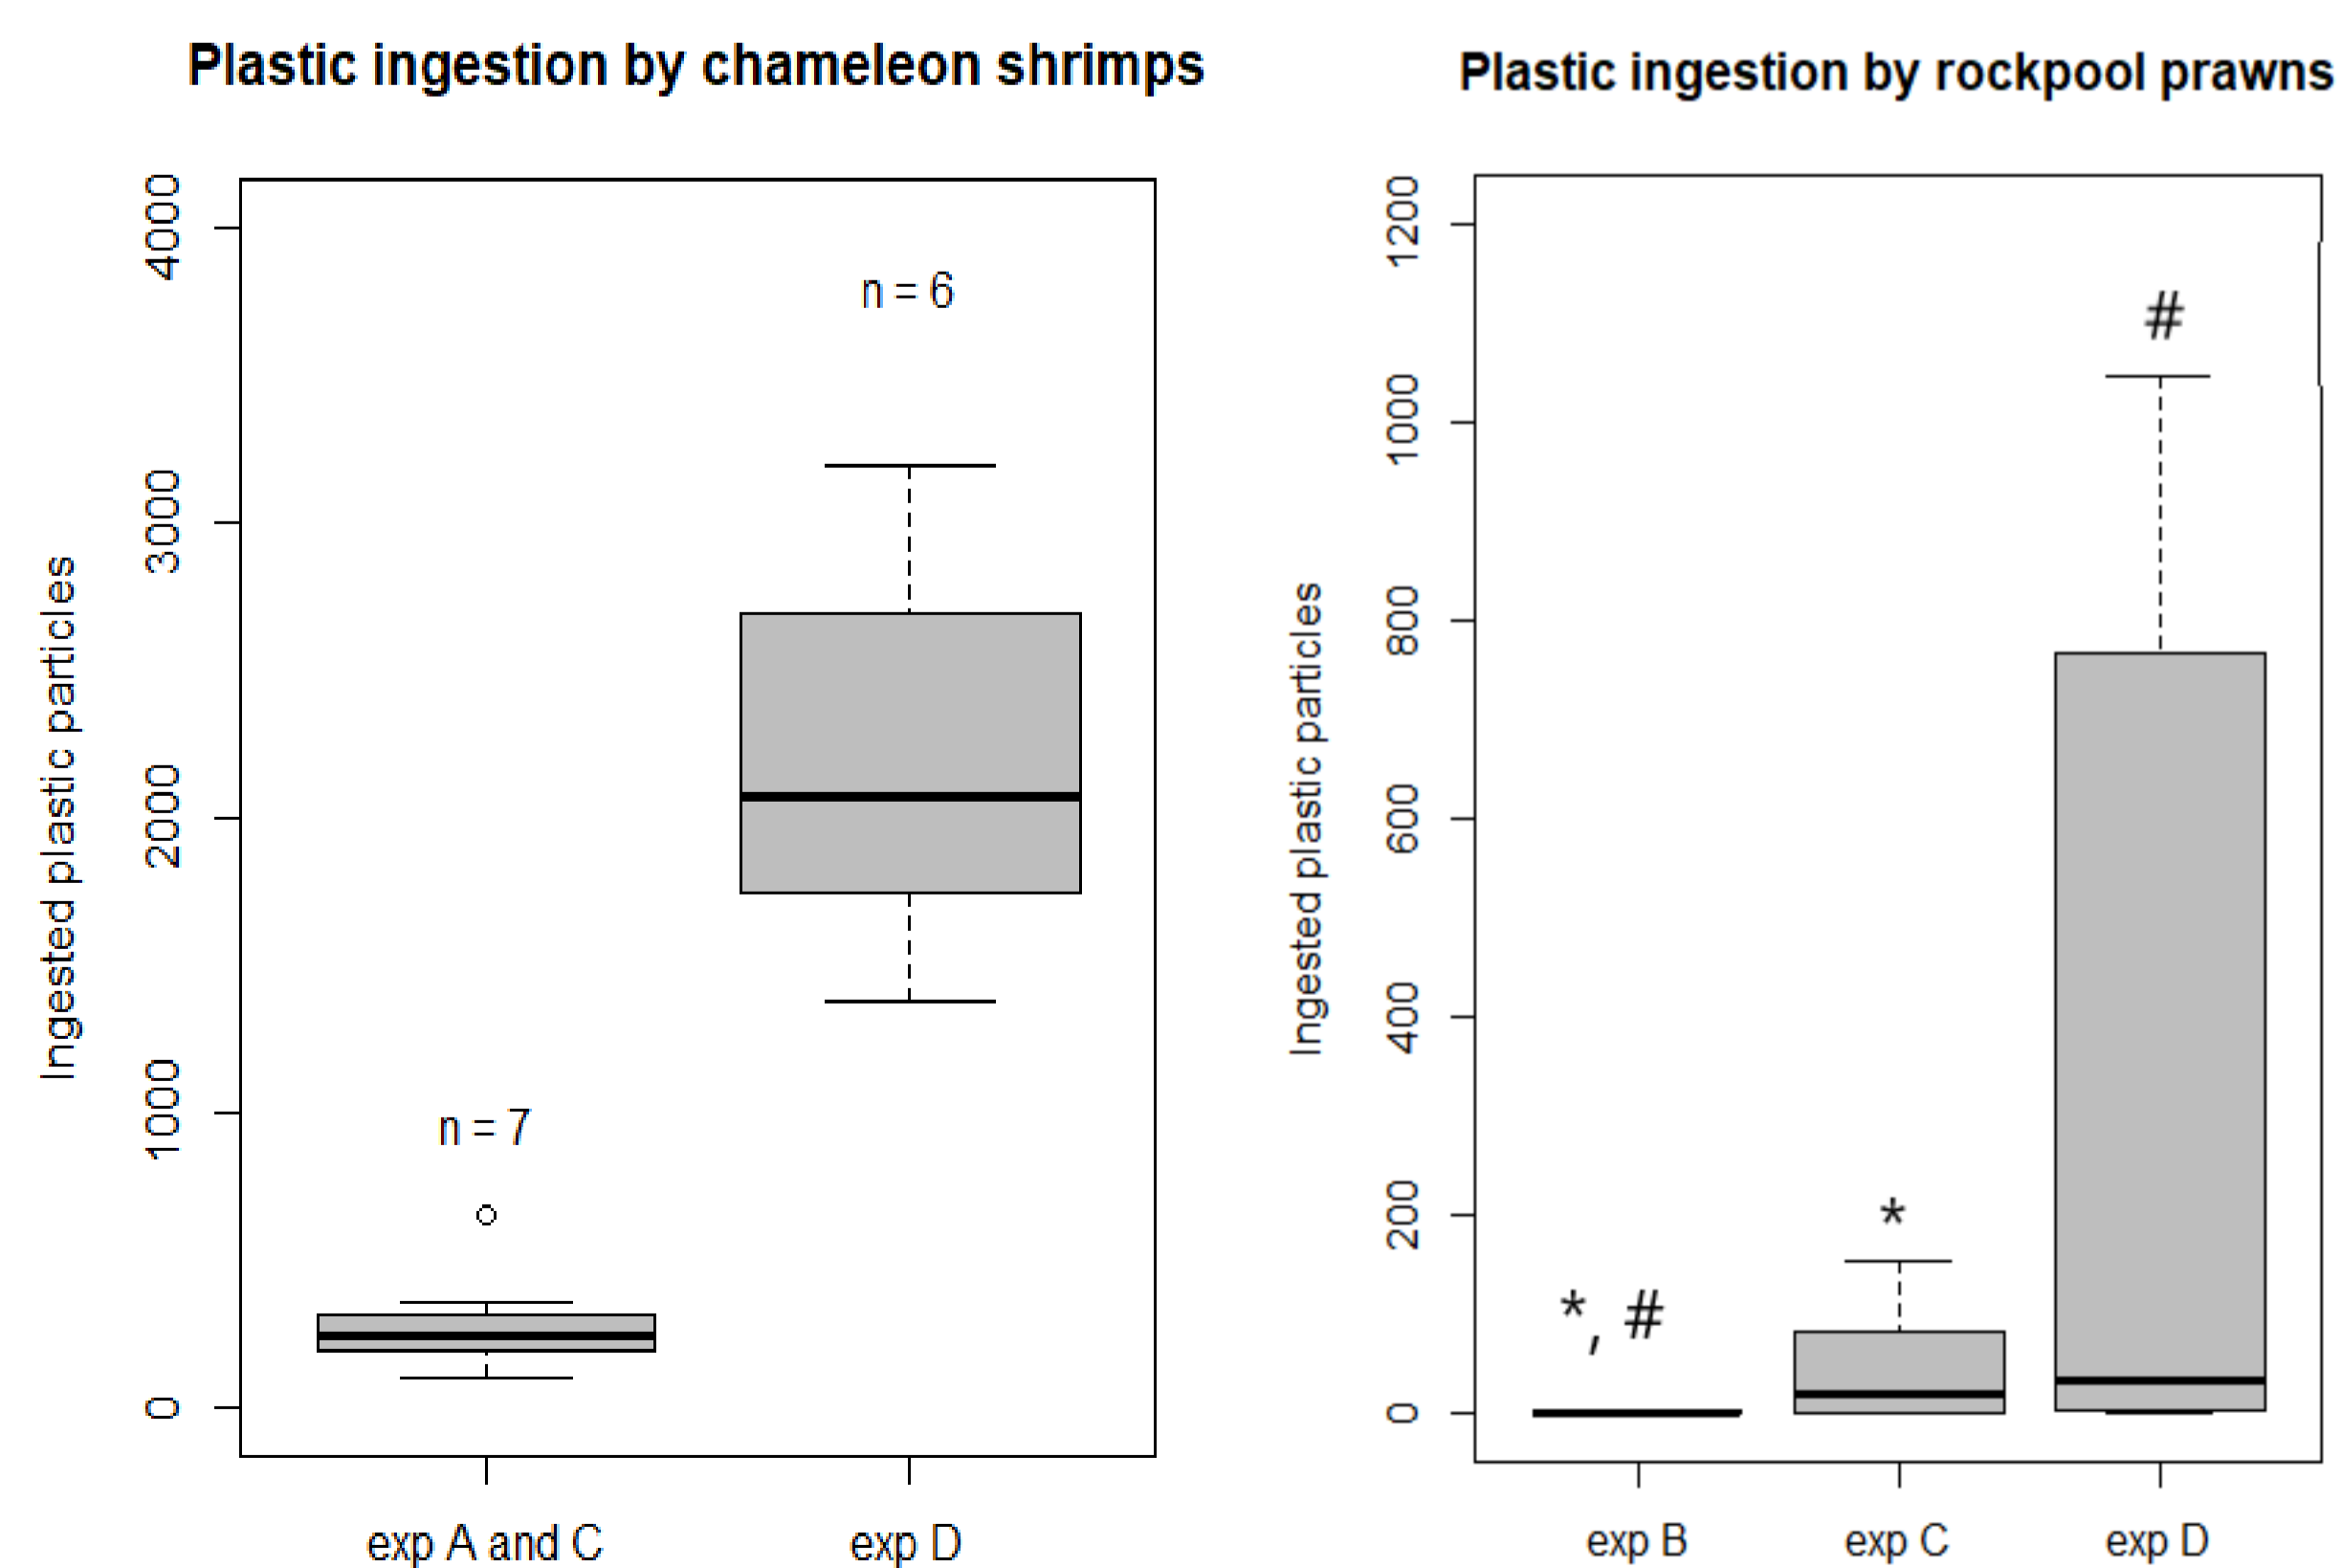 Plastic ingestion by chameleon shrimps
Ingested plastic particles
4000
3000
2000
1000
0
n = 6
n = 7
exp A and C
exp D
Plastic ingestion by rockpool prawns
Ingested plastic particles
1200
1000
800
600
400
200
0
#
*
*, #
exp B
exp C
exp D